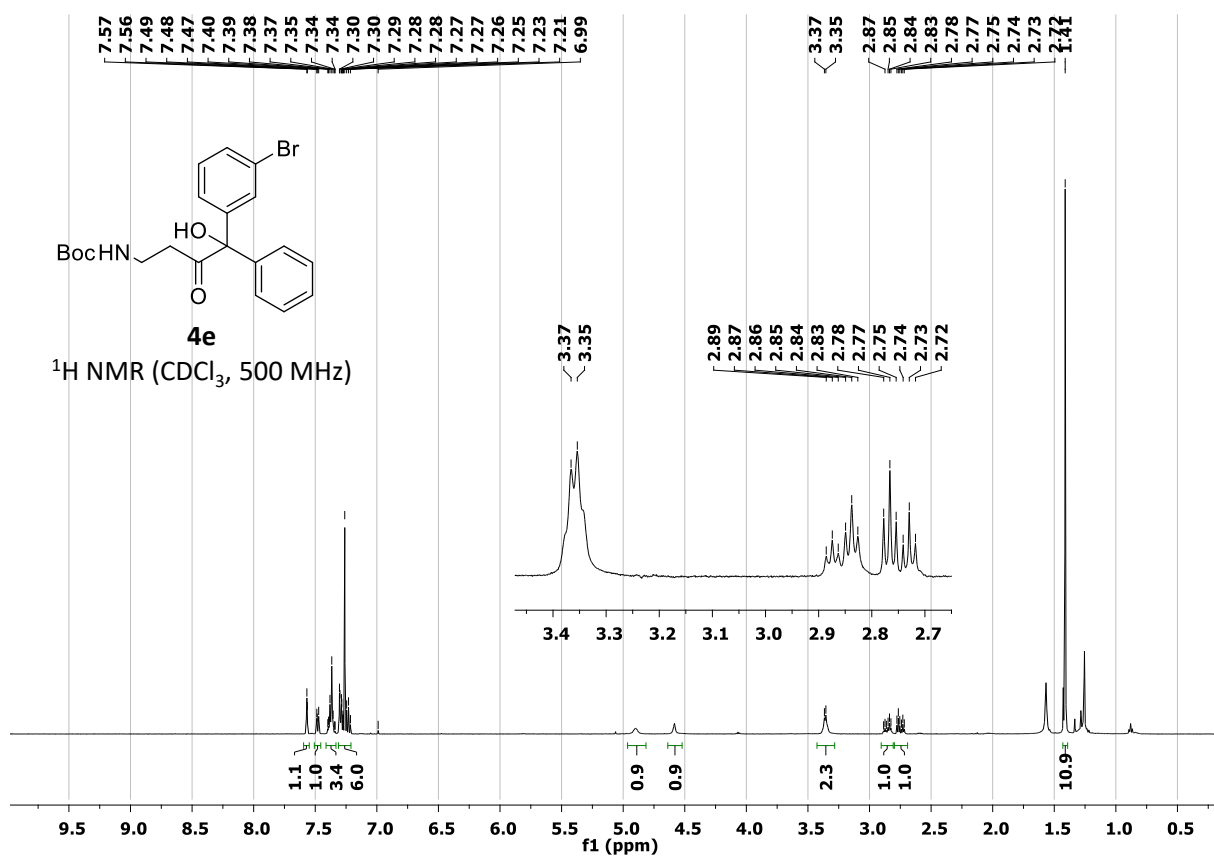 7.57 7.56 7.49 7.48 7.47 7.40 7.39 7.38 7.37 7.35 7.34 7.34 7.30 7.30 7.29 7.28 7.28 7.27 7.27 7.26 7.25 7.23 7.21 6.99 3.37 3.35 2.87 2.85 2.84 2.83 2.78 2.77 2.75 2.74 2.73 2.72 1.41
Br
HO
BocHN
O
4e
¹H NMR (CDCl₃, 500 MHz)
3.37 3.35 2.89 2.87 2.86 2.85 2.84 2.83 2.78 2.77 2.75 2.74 2.73 2.72
3.4 3.3 3.2 3.1 3.0 2.9 2.8 2.7
1.1 1.0 3.4 6.0 0.9 0.9 2.3 1.0 1.0 10.9
9.5 9.0 8.5 8.0 7.5 7.0 6.5 6.0 5.5 5.0 4.5 4.0 3.5 3.0 2.5 2.0 1.5 1.0 0.5
f1 (ppm)